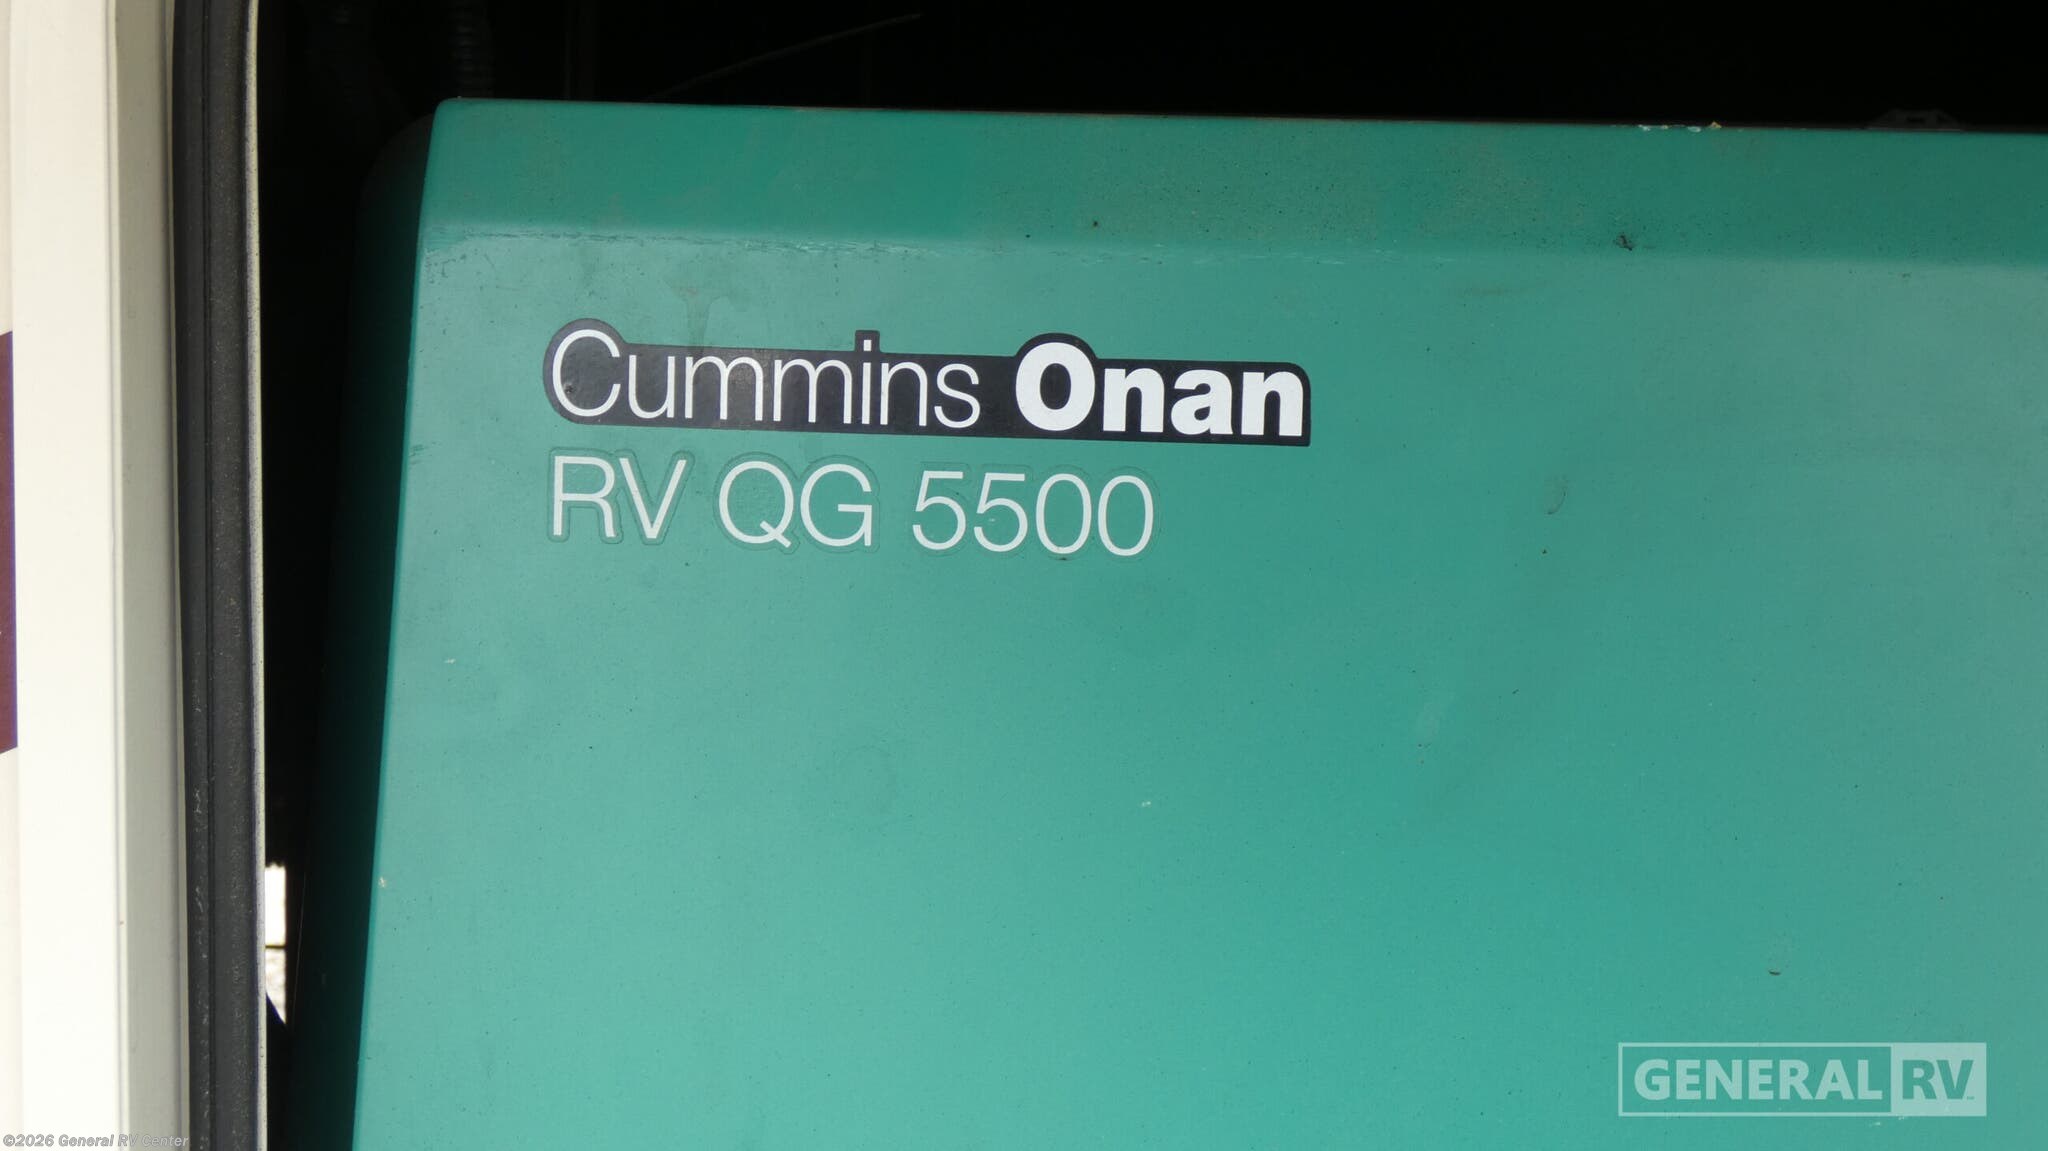 Cummins Onan
RV QG 5500
GENERAL RV
©2026 General RV Center